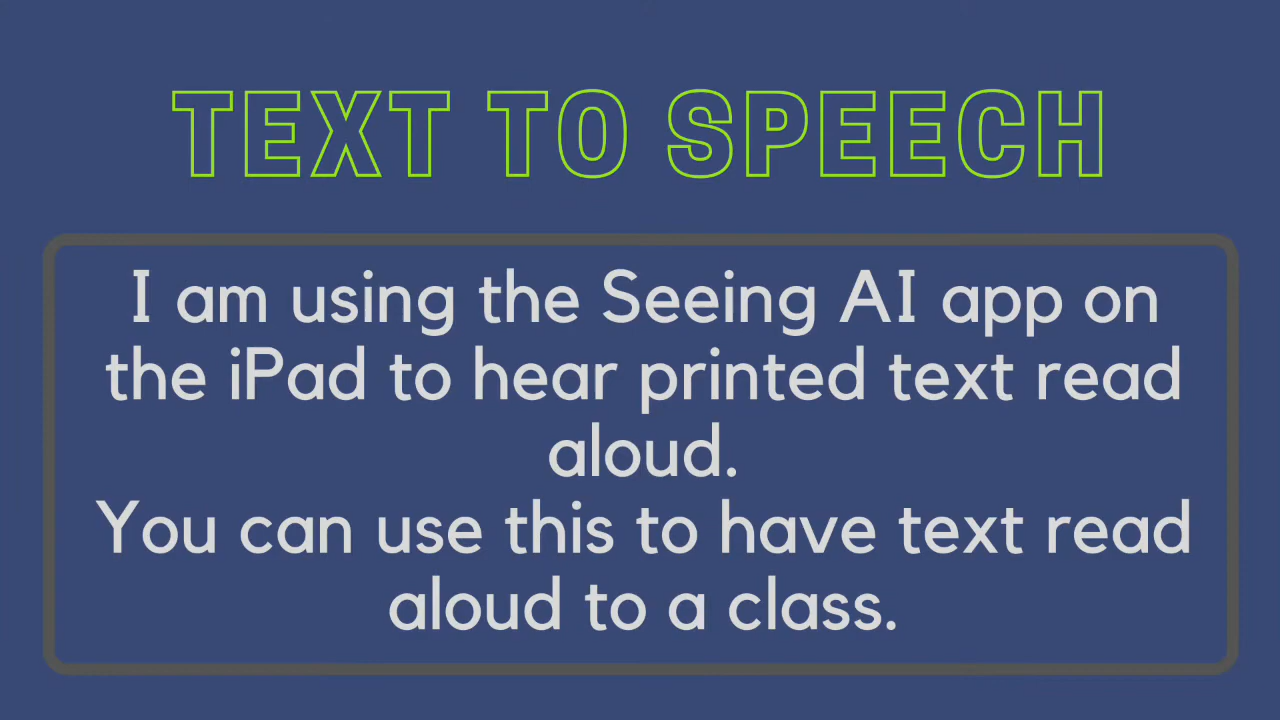 TEXT TO SPEECH
I am using the Seeing AI app on
the iPad to hear printed text read
aloud.
You can use this to have text read
aloud to a class.